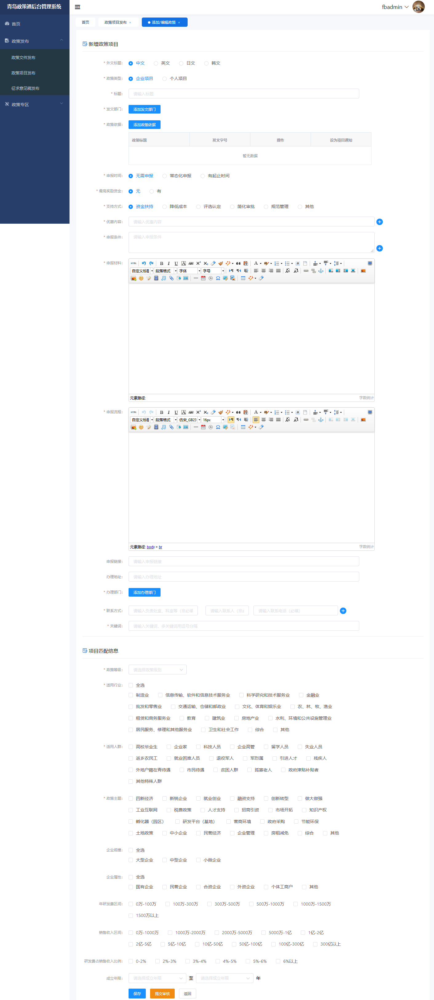 青岛政策通后台管理系统
fbadmin
首页
政策发布
政策文件发布
政策项目发布
征求意见稿发布
政策专区
首页 政策项目发布 × 添加/编辑政策 ×
新增政策项目
* 外文标题: 中文 英文 日文 韩文
* 政策类型: 企业项目 个人项目
* 标题: 请输入标题
* 发文部门: 添加发文部门
* 政策依据: 添加政策依据
政策标题 发文字号 操作 设为项目通知
暂无数据
* 申报时间: 无需申报 常态化申报 有起止时间
* 最高奖励资金: 无 有
* 支持方式: 资金扶持 降低成本 评选认定 简化审批 规范管理 其他
* 优惠内容: 请输入优惠内容
* 申报条件: 请输入申报条件
* 申报材料:
HTML B I U A ABC X² X₂
自定义标题 段落格式 字体 字号
元素路径: 字数统计
* 申报流程:
HTML B I U A ABC X² X₂
自定义标题 段落格式 仿宋_GB23 16px
元素路径: body > br 字数统计
申报链接: 请输入申报链接
办理地址: 请输入办理地址
* 办理部门: 添加办理部门
* 联系方式: 请输入负责处室，科室等（非必填 请输入联系人（非必 请输入联系电话（必填）
* 关键词: 请输入关键词，多关键词用逗号分隔
项目匹配信息
* 政策等级: 请选择政策级别
* 适用行业: 全选
制造业 信息传输、软件和信息技术服务业 科学研究和技术服务业 金融业
批发和零售业 交通运输、仓储和邮政业 文化、体育和娱乐业 农、林、牧、渔业
租赁和商务服务业 教育 建筑业 房地产业 水利、环境和公共设施管理业
居民服务、修理和其他服务业 卫生和社会工作 综合 其他
* 适用人群: 高校毕业生 企业家 科技人员 企业高管 留学人员 失业人员
返乡农民工 就业困难人员 退役军人 军烈属 引进人才 残疾人
外地户籍在青待遇 市民待遇 贫困人群 孤寡老人 政府津贴补贴者
其他特殊人群
* 政策主题: 四新经济 新锐企业 就业创业 融资支持 创新转型 做大做强
工业互联网 税费政策 人才支持 招商引资 市场开拓 知识产权
孵化器（园区） 研发平台（基地） 营商环境 政府采购 节能环保
土地政策 中小企业 民营经济 企业管理 房租减免 综合 其他
企业规模: 全选
大型企业 中型企业 小微企业
企业属性: 全选
国有企业 民营企业 合资企业 外资企业 个体工商户 其他
年研发费区间: 0万-100万 100万-300万 300万-500万 500万-1000万 1000万-1500万
1500万以上
销售收入区间: 0万-1000万 1000万-2000万 2000万-5000万 5000万-1亿 1亿-2亿
2亿-5亿 5亿-10亿 10亿-50亿 50亿-100亿 100亿-300亿 300亿以上
研发费占销售收入比例: 0-2% 2%-3% 3%-4% 4%-5% 5%-6% 6%以上
成立年限: 请选择成立年限 至 请选择成立年限 年
保存 提交审核 返回